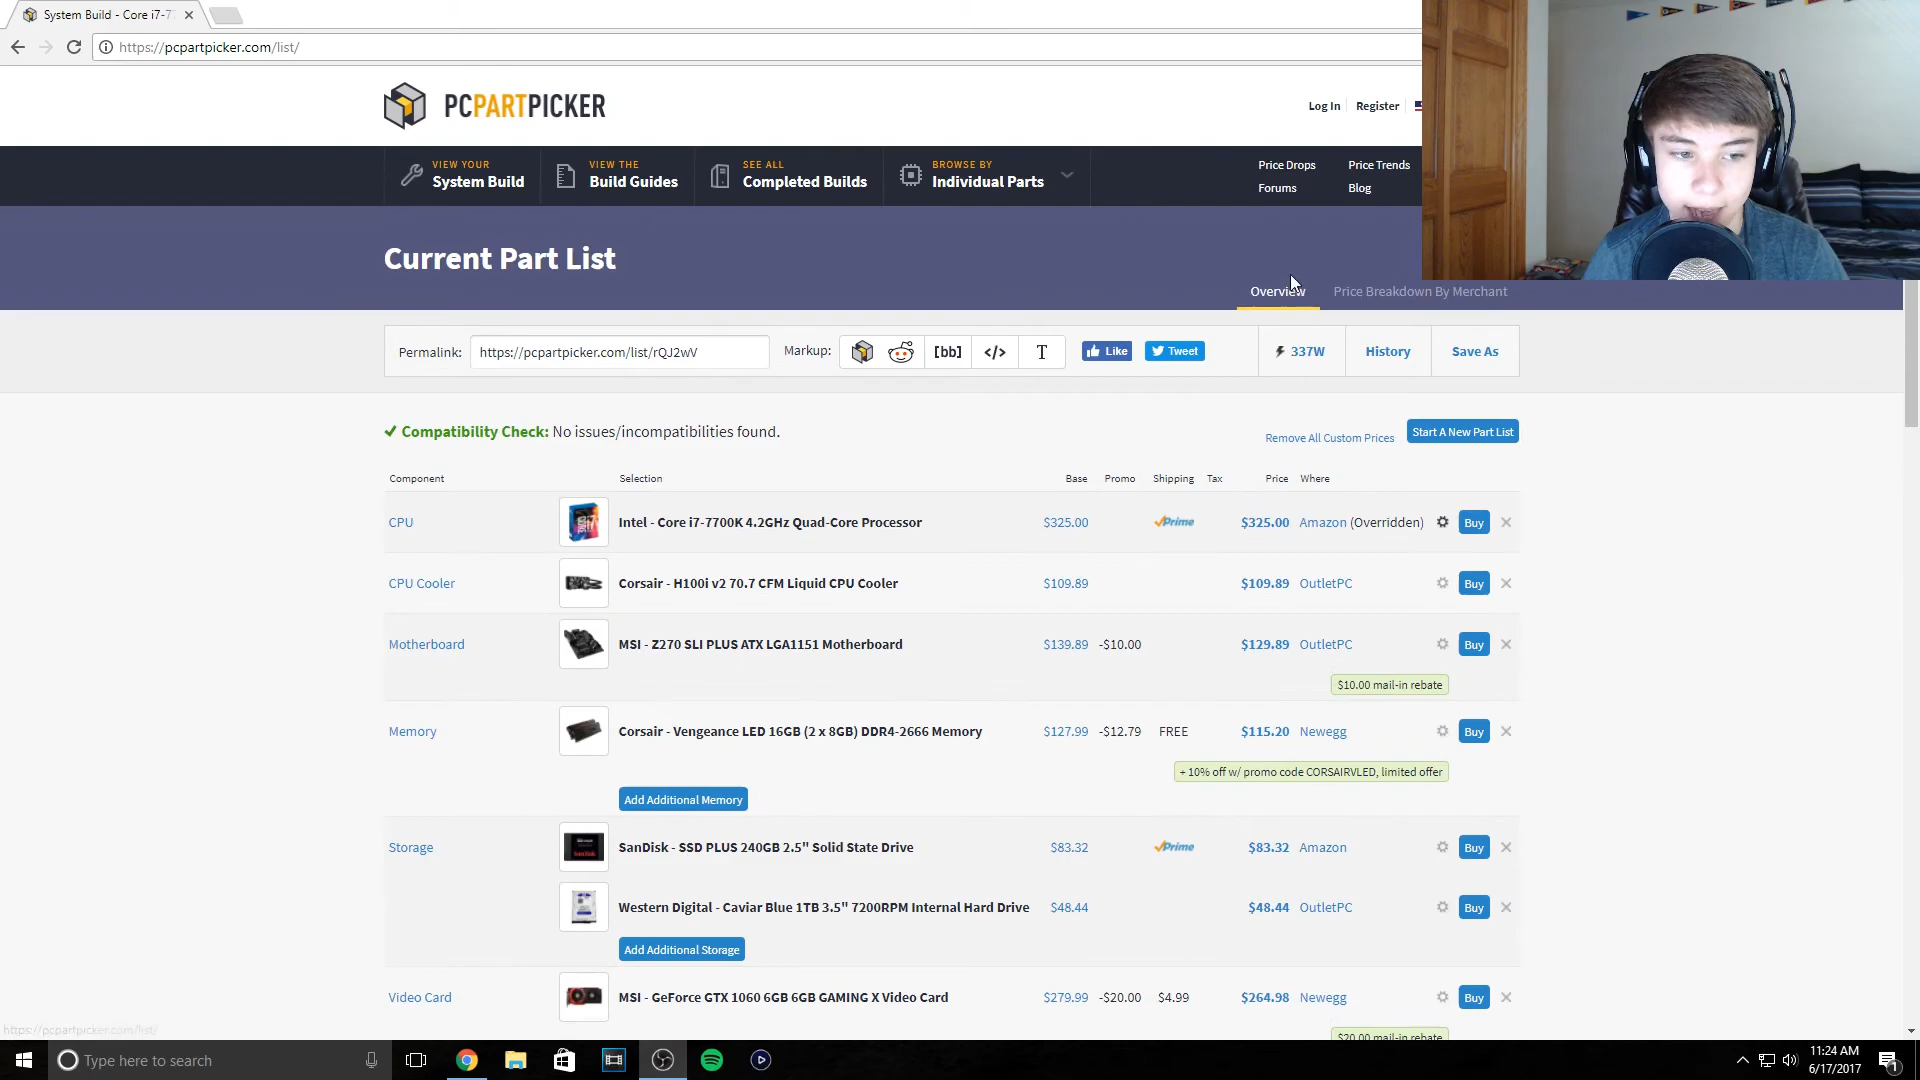 System Build - Core i7-7
https://pcpartpicker.com/list/
PCPARTPICKER
Log In Register
VIEW YOUR
System Build
VIEW THE
Build Guides
SEE ALL
Completed Builds
BROWSE BY
Individual Parts
Price Drops Price Trends
Forums Blog
Current Part List
Overview Price Breakdown By Merchant
Permalink: https://pcpartpicker.com/list/rQJ2wV Markup: [bb] </> T Like Tweet 337W History Save As
Compatibility Check: No issues/incompatibilities found.
Remove All Custom Prices Start A New Part List
Component Selection Base Promo Shipping Tax Price Where
CPU Intel - Core i7-7700K 4.2GHz Quad-Core Processor $325.00 Prime $325.00 Amazon (Overridden) Buy
CPU Cooler Corsair - H100i v2 70.7 CFM Liquid CPU Cooler $109.89 $109.89 OutletPC Buy
Motherboard MSI - Z270 SLI PLUS ATX LGA1151 Motherboard $139.89 -$10.00 $129.89 OutletPC Buy
$10.00 mail-in rebate
Memory Corsair - Vengeance LED 16GB (2 x 8GB) DDR4-2666 Memory $127.99 -$12.79 FREE $115.20 Newegg Buy
+ 10% off w/ promo code CORSAIRVLED, limited offer
Add Additional Memory
Storage SanDisk - SSD PLUS 240GB 2.5" Solid State Drive $83.32 Prime $83.32 Amazon Buy
Western Digital - Caviar Blue 1TB 3.5" 7200RPM Internal Hard Drive $48.44 $48.44 OutletPC Buy
Add Additional Storage
Video Card MSI - GeForce GTX 1060 6GB 6GB GAMING X Video Card $279.99 -$20.00 $4.99 $264.98 Newegg Buy
$20.00 mail-in rebate
https://pcpartpicker.com/list/
Type here to search
11:24 AM
6/17/2017
1